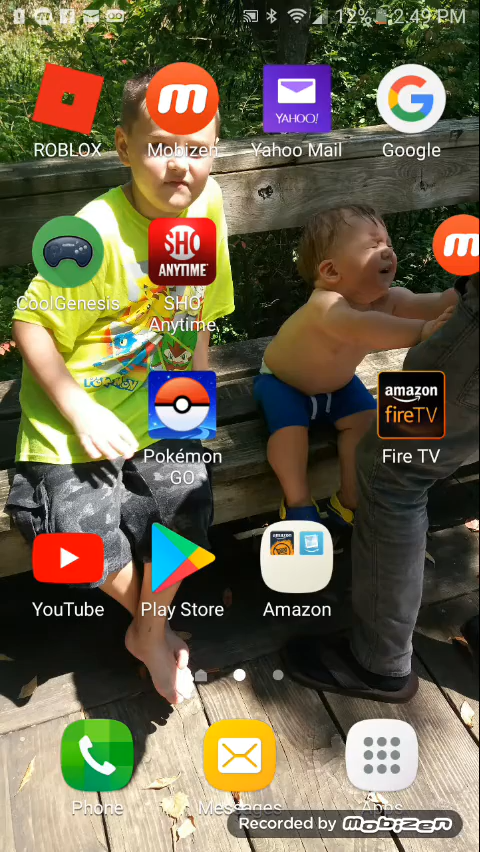 12% 2:49 PM
YAHOO!
ROBLOX
Mobizen
Yahoo Mail
Google
SHO
ANYTIME
CoolGenesis
SHO
Anytime
amazon
fireTV
Pokémon
GO
Fire TV
YouTube
Play Store
Amazon
Phone
Messages
Apps
Recorded by mobizen